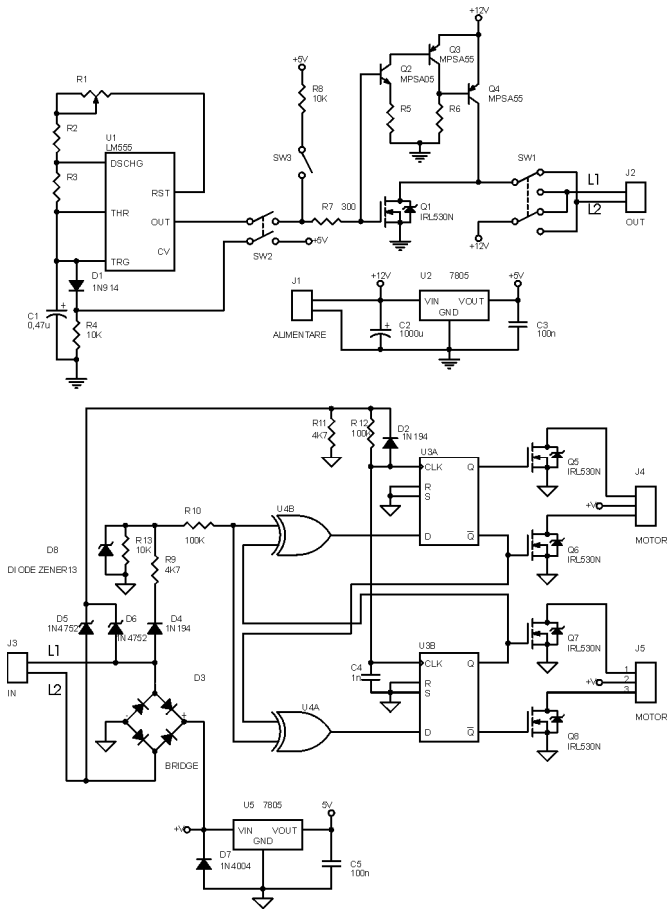 +12V
R1
+5V
Q3
MPSA55
Q2
MPSA05
R8
10K
Q4
MPSA55
R2
U1
LM555
R5
R6
DSCHG
SW3
SW1
R3
RST
L1
J2
R7 300
Q1
IRL530N
THR
OUT
L2
OUT
CV
+5V
SW2
+12V
TRG
D1
1N914
+12V
U2 7805
+5V
J1
C1
0,47u
+
R4
10K
VIN
VOUT
GND
+
C2
1000u
C3
100n
ALIMENTARE
R11
4K7
R12
100K
D2
1N194
U3A
CLK
Q
Q5
IRL530N
J4
R
S
+V
R10
U4B
D8
R13
10K
100K
D
Q
MOTOR
DIODE ZENER13
R9
4K7
Q6
IRL530N
D5
1N4752
D6
1N4752
D4
1N194
J3
L1
U3B
Q7
IRL530N
J5
CLK
Q
1
L2
D3
C4
1n
R
S
+V
2
IN
3
+
U4A
Q8
IRL530N
MOTOR
D
Q
BRIDGE
U5 7805
5V
+V
VIN
VOUT
GND
D7
1N4004
C5
100n